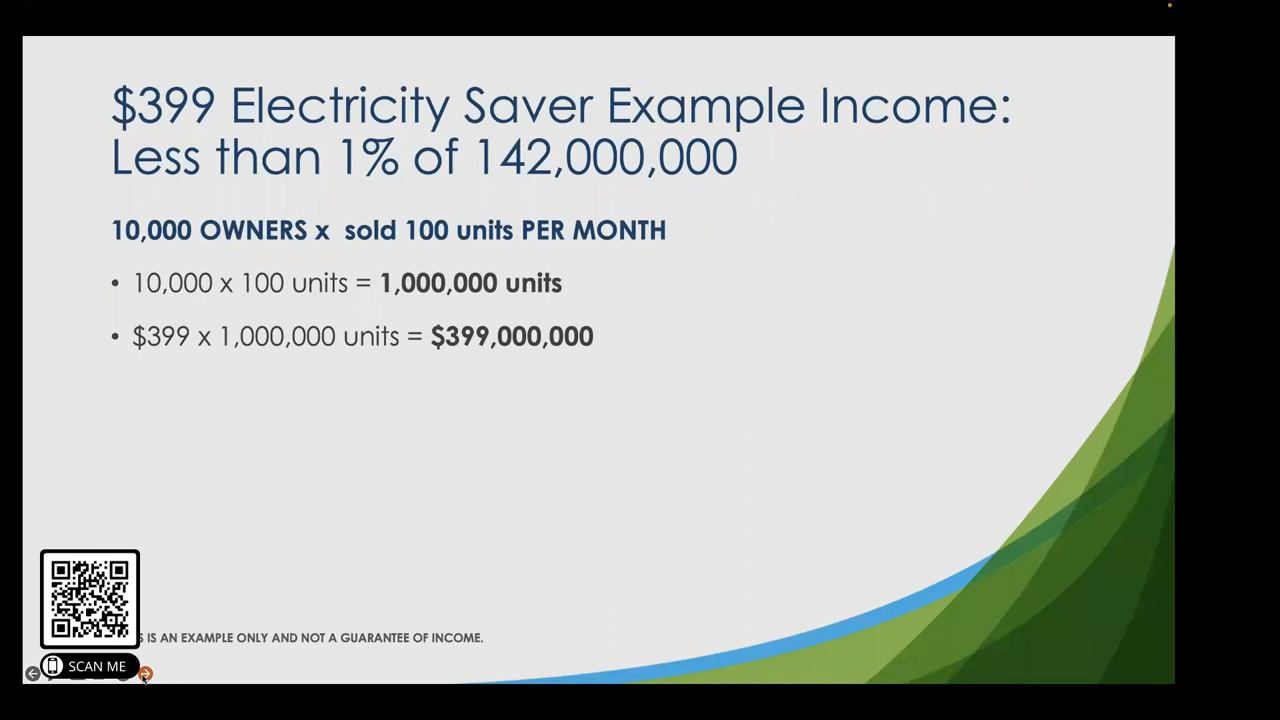 $399 Electricity Saver Example Income:
Less than 1% of 142,000,000
10,000 OWNERS x sold 100 units PER MONTH
• 10,000 x 100 units = 1,000,000 units
• $399 x 1,000,000 units = $399,000,000
IS AN EXAMPLE ONLY AND NOT A GUARANTEE OF INCOME.
SCAN ME